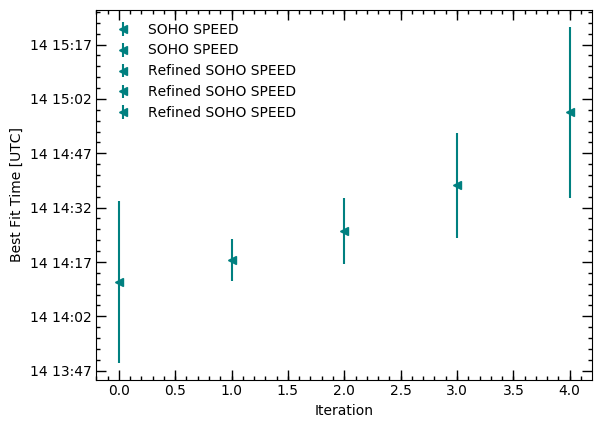 SOHO SPEED
SOHO SPEED
Refined SOHO SPEED
Refined SOHO SPEED
Refined SOHO SPEED
Best Fit Time [UTC]
14 15:17
14 15:02
14 14:47
14 14:32
14 14:17
14 14:02
14 13:47
0.0 0.5 1.0 1.5 2.0 2.5 3.0 3.5 4.0
Iteration